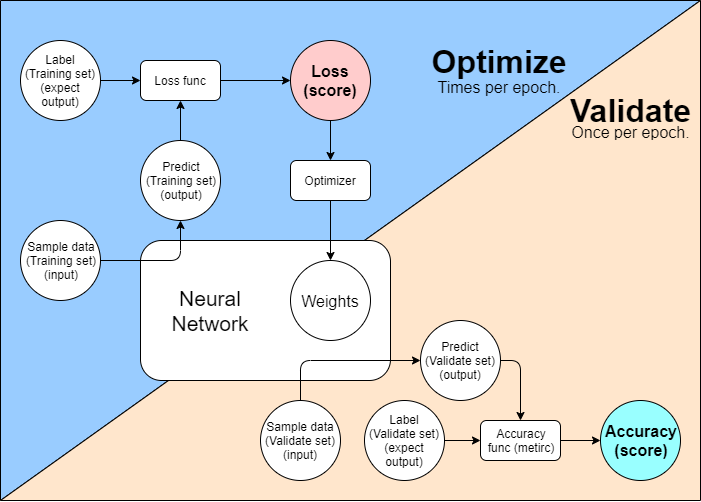 Label
(Training set)
(expect
output)
Loss func
Loss
(score)
Optimize
Times per epoch.
Validate
Once per epoch.
Predict
(Training set)
(output)
Optimizer
Sample data
(Training set)
(input)
Neural
Network
Weights
Predict
(Validate set)
(output)
Sample data
(Validate set)
(input)
Label
(Validate set)
(expect
output)
Accuracy
func (metirc)
Accuracy
(score)